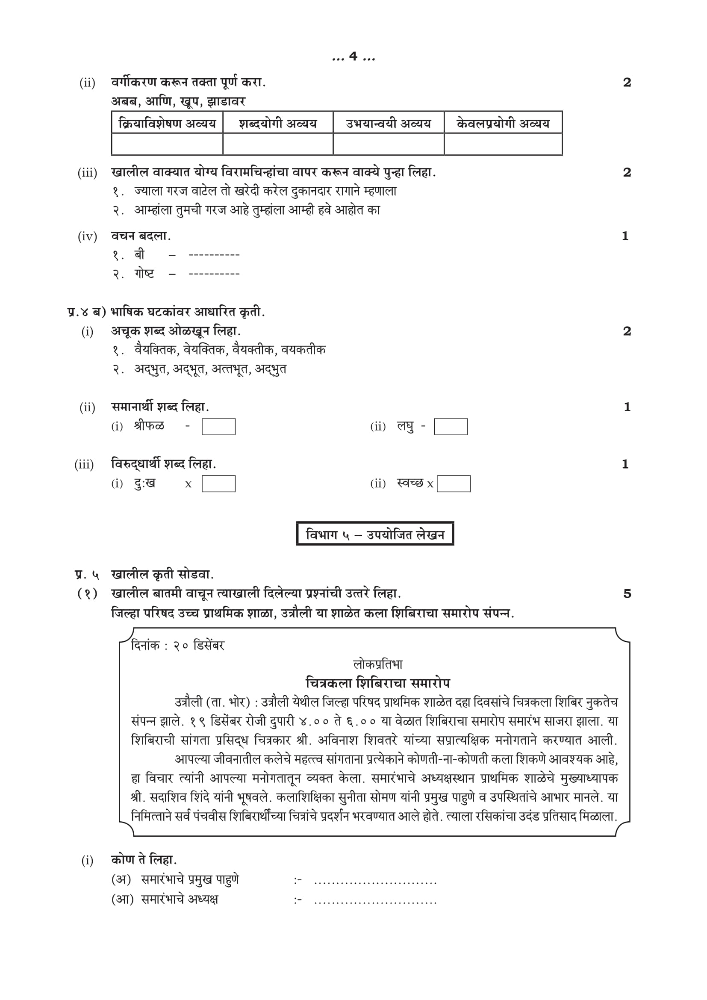 ... 4 ...
(ii) वर्गीकरण करून तक्ता पूर्ण करा. 2
अबब, आणि, खूप, झाडावर
क्रियाविशेषण अव्यय शब्दयोगी अव्यय उभयान्वयी अव्यय केवलप्रयोगी अव्यय
(iii) खालील वाक्यात योग्य विरामचिन्हांचा वापर करून वाक्ये पुन्हा लिहा. 2
१. ज्याला गरज वाटेल तो खरेदी करेल दुकानदार रागाने म्हणाला
२. आम्हांला तुमची गरज आहे तुम्हांला आम्ही हवे आहोत का
(iv) वचन बदला. 1
१. बी – ----------
२. गोष्ट – ----------
प्र.४ ब) भाषिक घटकांवर आधारित कृती.
(i) अचूक शब्द ओळखून लिहा. 2
१. वैयक्तिक, वेयक्तिक, वैयक्तीक, वयकतीक
२. अद्‌भुत, अद्‌भूत, अत्तभूत, अद्‌भुत
(ii) समानार्थी शब्द लिहा. 1
(i) श्रीफळ - (ii) लघु -
(iii) विरुद्धार्थी शब्द लिहा. 1
(i) दुःख x (ii) स्वच्छ x
विभाग ५ – उपयोजित लेखन
प्र. ५ खालील कृती सोडवा.
(१) खालील बातमी वाचून त्याखाली दिलेल्या प्रश्नांची उत्तरे लिहा. 5
जिल्हा परिषद उच्च प्राथमिक शाळा, उत्रौली या शाळेत कला शिबिराचा समारोप संपन्न.
दिनांक : २० डिसेंबर
लोकप्रतिभा
चित्रकला शिबिराचा समारोप
उत्रौली (ता. भोर) : उत्रौली येथील जिल्हा परिषद प्राथमिक शाळेत दहा दिवसांचे चित्रकला शिबिर नुकतेच
संपन्न झाले. १९ डिसेंबर रोजी दुपारी ४.०० ते ६.०० या वेळात शिबिराचा समारोप समारंभ साजरा झाला. या
शिबिराची सांगता प्रसिद्ध चित्रकार श्री. अविनाश शिवतरे यांच्या सप्रात्यक्षिक मनोगताने करण्यात आली.
आपल्या जीवनातील कलेचे महत्त्व सांगताना प्रत्येकाने कोणती-ना-कोणती कला शिकणे आवश्यक आहे,
हा विचार त्यांनी आपल्या मनोगतातून व्यक्त केला. समारंभाचे अध्यक्षस्थान प्राथमिक शाळेचे मुख्याध्यापक
श्री. सदाशिव शिंदे यांनी भूषवले. कलाशिक्षिका सुनीता सोमण यांनी प्रमुख पाहुणे व उपस्थितांचे आभार मानले. या
निमित्ताने सर्व पंचवीस शिबिरार्थींच्या चित्रांचे प्रदर्शन भरवण्यात आले होते. त्याला रसिकांचा उदंड प्रतिसाद मिळाला.
(i) कोण ते लिहा.
(अ) समारंभाचे प्रमुख पाहुणे :- ............................
(आ) समारंभाचे अध्यक्ष :- ............................